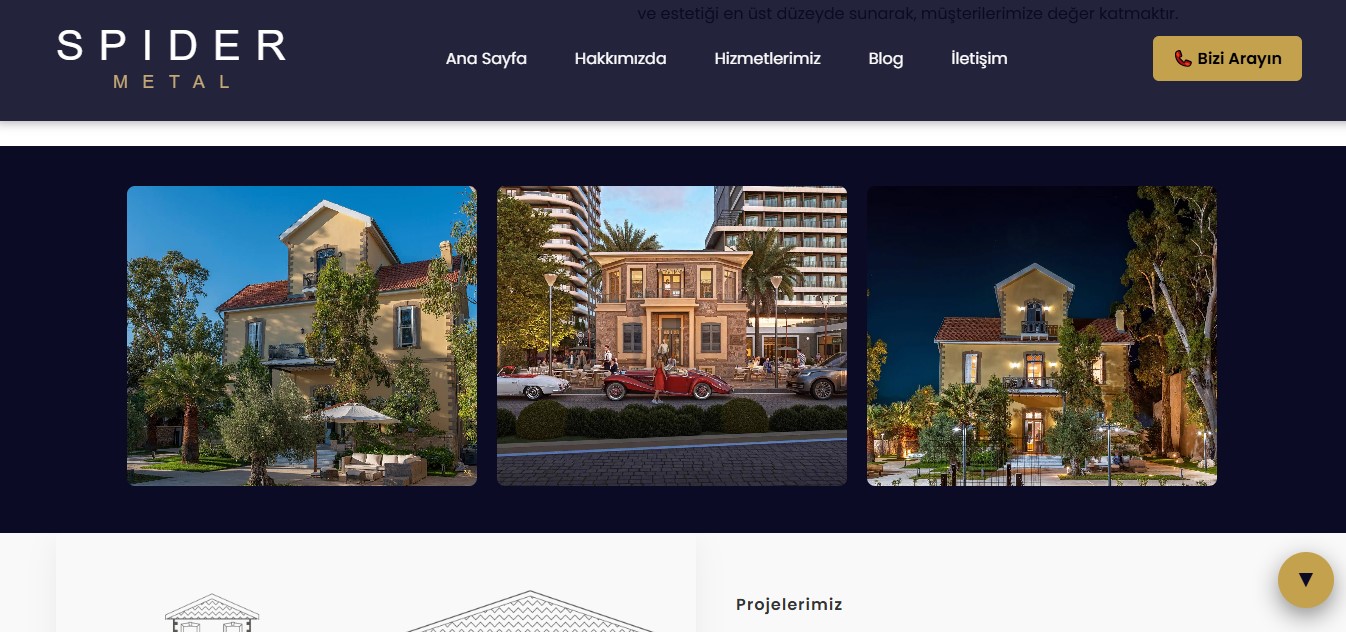 ve estetiği en üst düzeyde sunarak, müşterilerimize değer katmaktır.
SPIDER
METAL
Ana Sayfa
Hakkımızda
Hizmetlerimiz
Blog
İletişim
Bizi Arayın
Projelerimiz